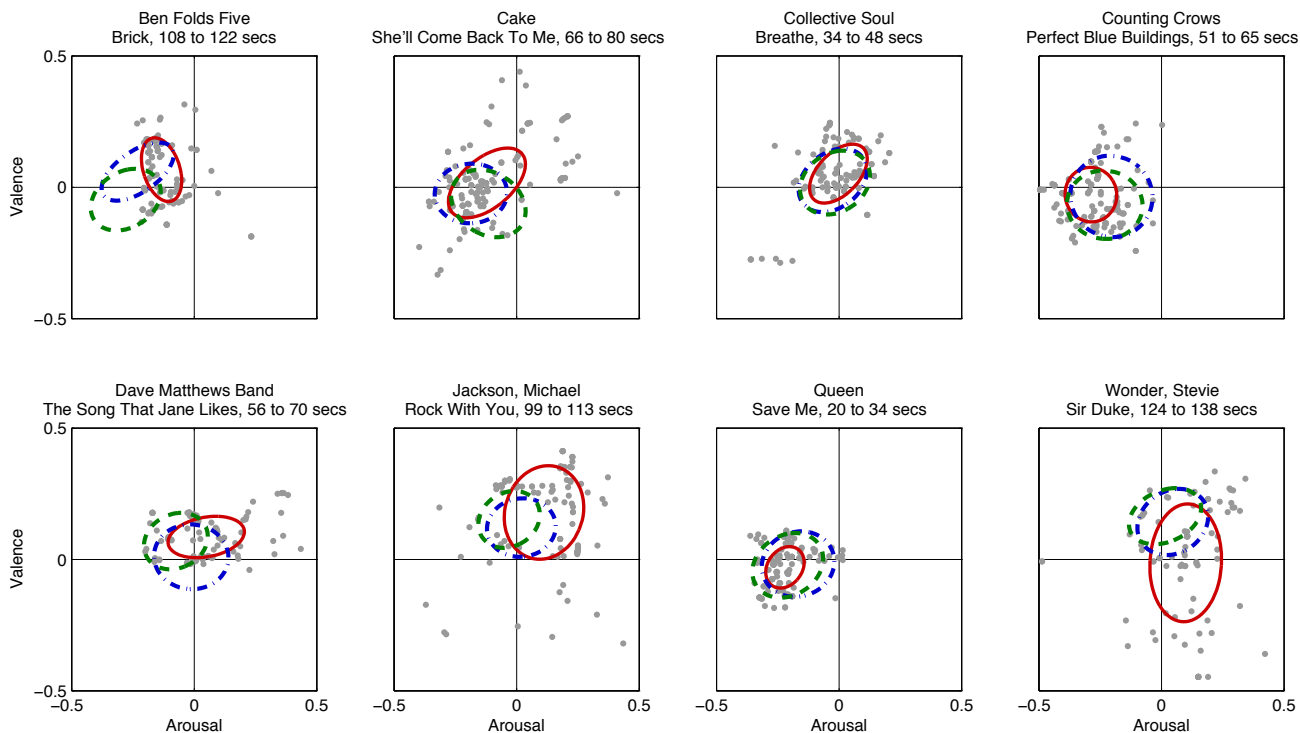 Ben Folds Five
Brick, 108 to 122 secs
Cake
She'll Come Back To Me, 66 to 80 secs
Collective Soul
Breathe, 34 to 48 secs
Counting Crows
Perfect Blue Buildings, 51 to 65 secs
0.5
0
−0.5
Valence
−0.5
0.5
Dave Matthews Band
The Song That Jane Likes, 56 to 70 secs
Jackson, Michael
Rock With You, 99 to 113 secs
Queen
Save Me, 20 to 34 secs
Wonder, Stevie
Sir Duke, 124 to 138 secs
0.5
0
−0.5
Valence
−0.5 0 0.5
Arousal
−0.5 0 0.5
Arousal
−0.5 0 0.5
Arousal
−0.5 0 0.5
Arousal